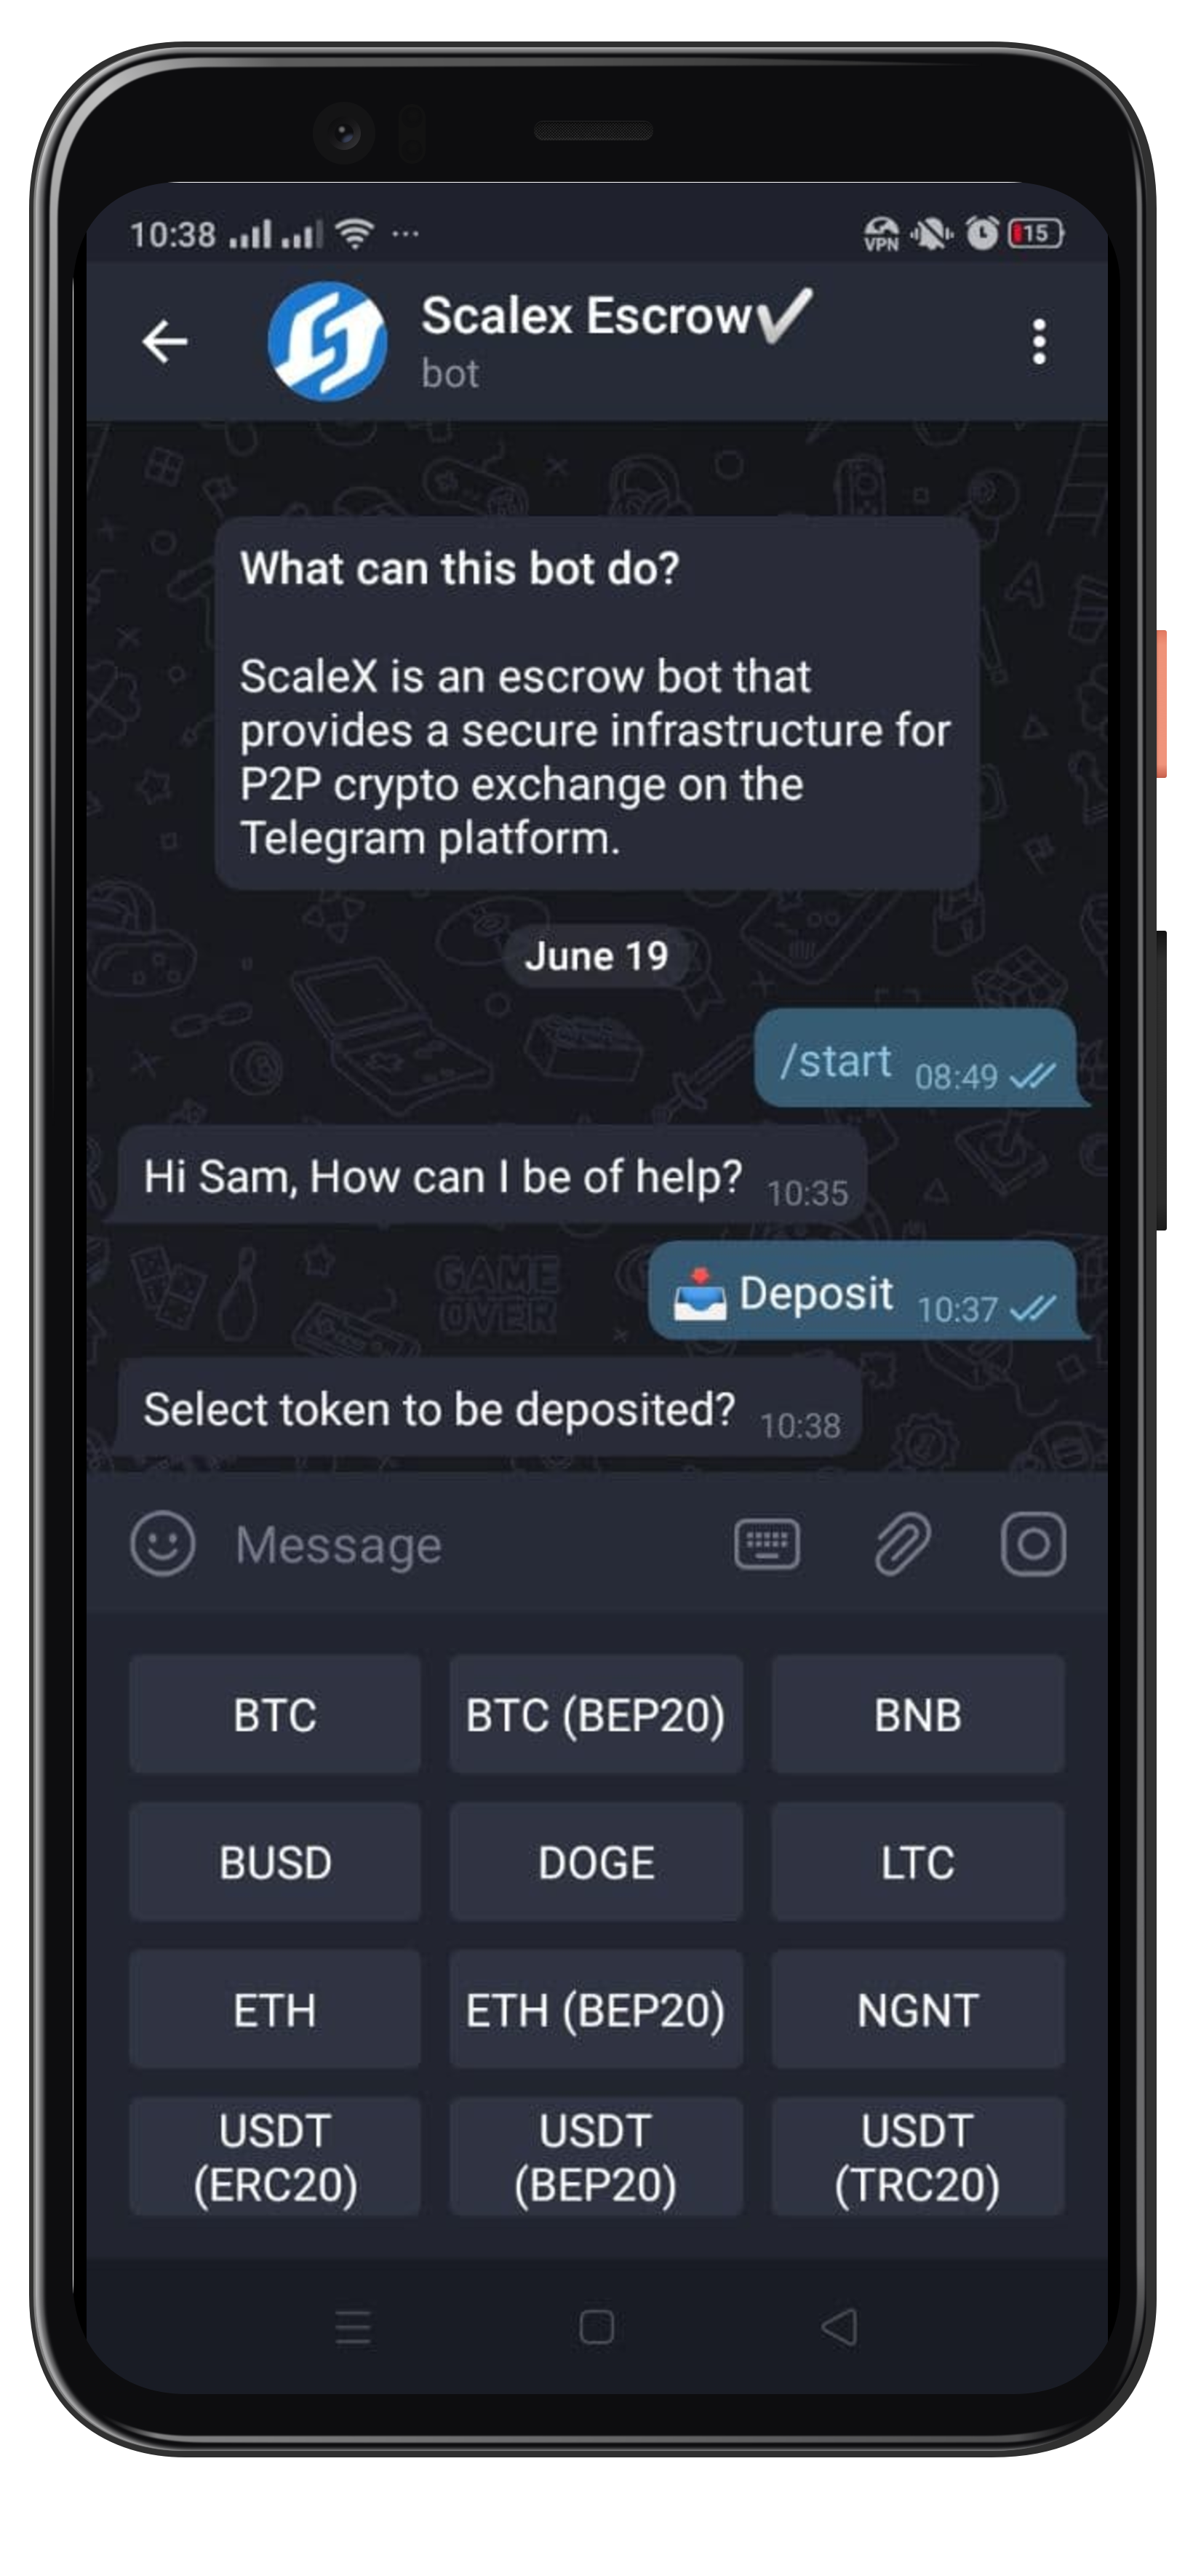 10:38
VPN
15
Scalex Escrow✔
bot
What can this bot do?
ScaleX is an escrow bot that
provides a secure infrastructure for
P2P crypto exchange on the
Telegram platform.
June 19
/start 08:49
Hi Sam, How can I be of help? 10:35
GAME
OVER
📥 Deposit 10:37
Select token to be deposited? 10:38
Message
BTC
BTC (BEP20)
BNB
BUSD
DOGE
LTC
ETH
ETH (BEP20)
NGNT
USDT
(ERC20)
USDT
(BEP20)
USDT
(TRC20)